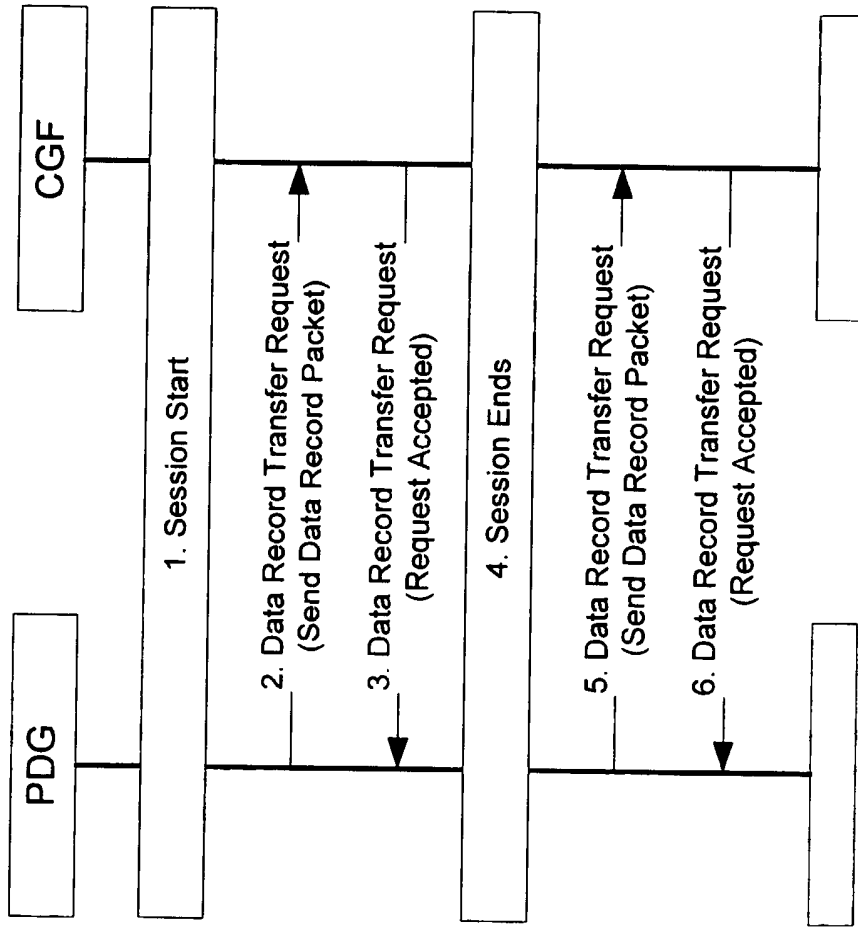 PDG
CGF
1. Session Start
2. Data Record Transfer Request
(Send Data Record Packet)
3. Data Record Transfer Request
(Request Accepted)
4. Session Ends
5. Data Record Transfer Request
(Send Data Record Packet)
6. Data Record Transfer Request
(Request Accepted)